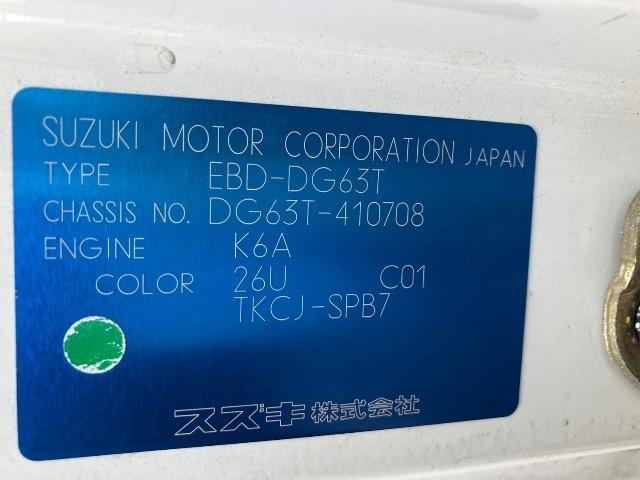 SUZUKI MOTOR CORPORATION JAPAN
TYPE EBD-DG63T
CHASSIS NO. DG63T-410708
ENGINE K6A
COLOR 26U C01
TKCJ-SPB7
スズキ株式会社